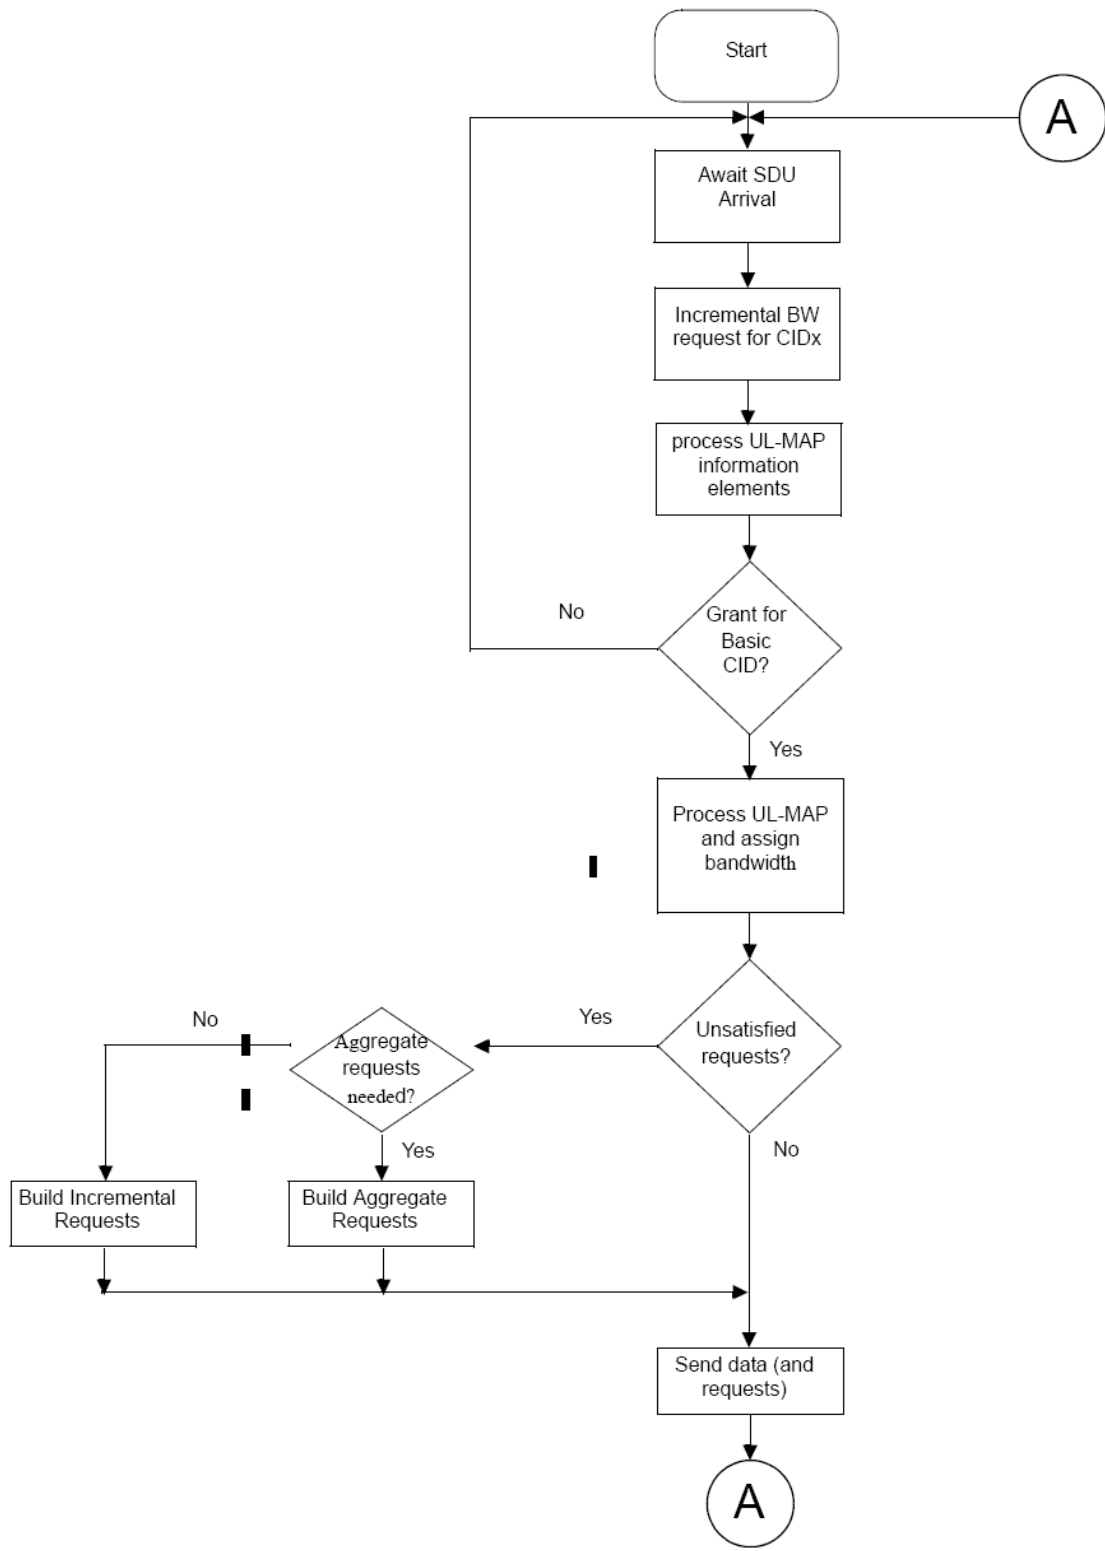 Start
A
Await SDU
Arrival
Incremental BW
request for CIDx
process UL-MAP
information
elements
No
Grant for
Basic
CID?
Yes
Process UL-MAP
and assign
bandwidth
Yes
Unsatisfied
requests?
No
No
Aggregate
requests
needed?
Yes
Build Incremental
Requests
Build Aggregate
Requests
Send data (and
requests)
A